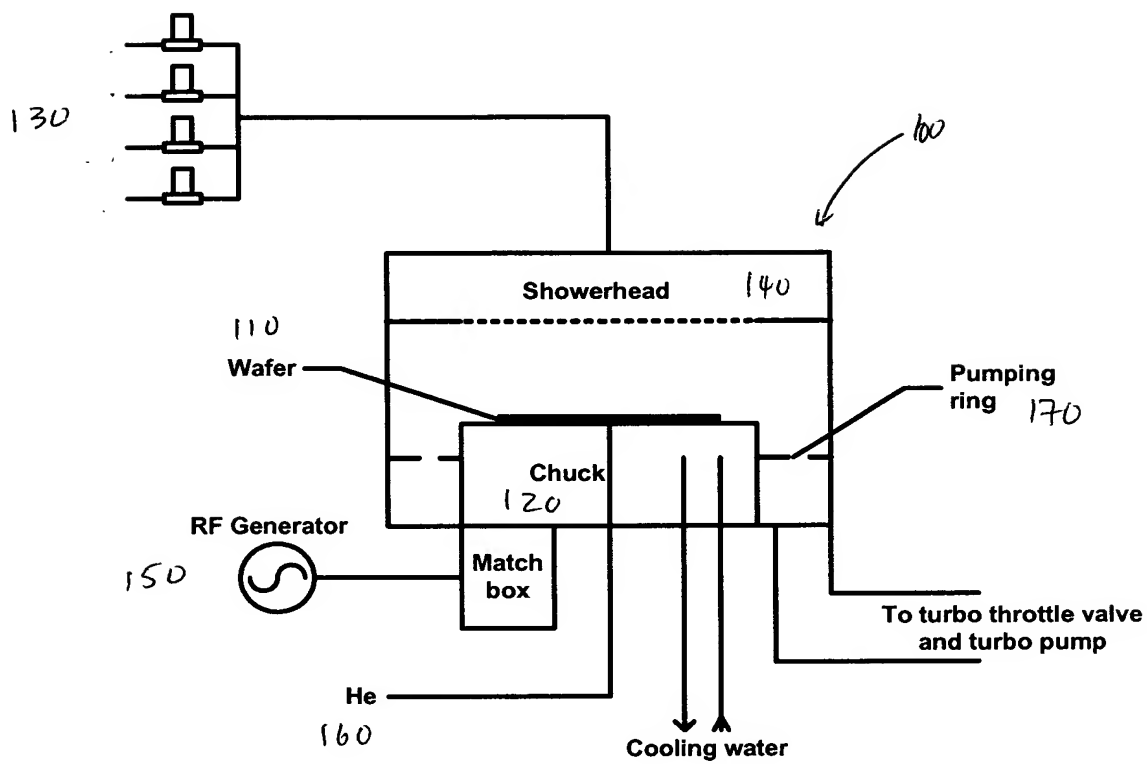 130
100
Showerhead 140
110
Wafer
Pumping
ring 170
Chuck
120
RF Generator
150
Match
box
To turbo throttle valve
and turbo pump
He
160
Cooling water